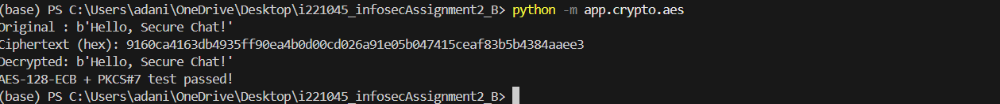 (base) PS C:\Users\adani\OneDrive\Desktop\i221045_infosecAssignment2_B> python -m app.crypto.aes
Original : b'Hello, Secure Chat!'
Ciphertext (hex): 9160ca4163db4935ff90ea4b0d00cd026a91e05b047415ceaf83b5b4384aaee3
Decrypted: b'Hello, Secure Chat!'
AES-128-ECB + PKCS#7 test passed!
(base) PS C:\Users\adani\OneDrive\Desktop\i221045_infosecAssignment2_B>